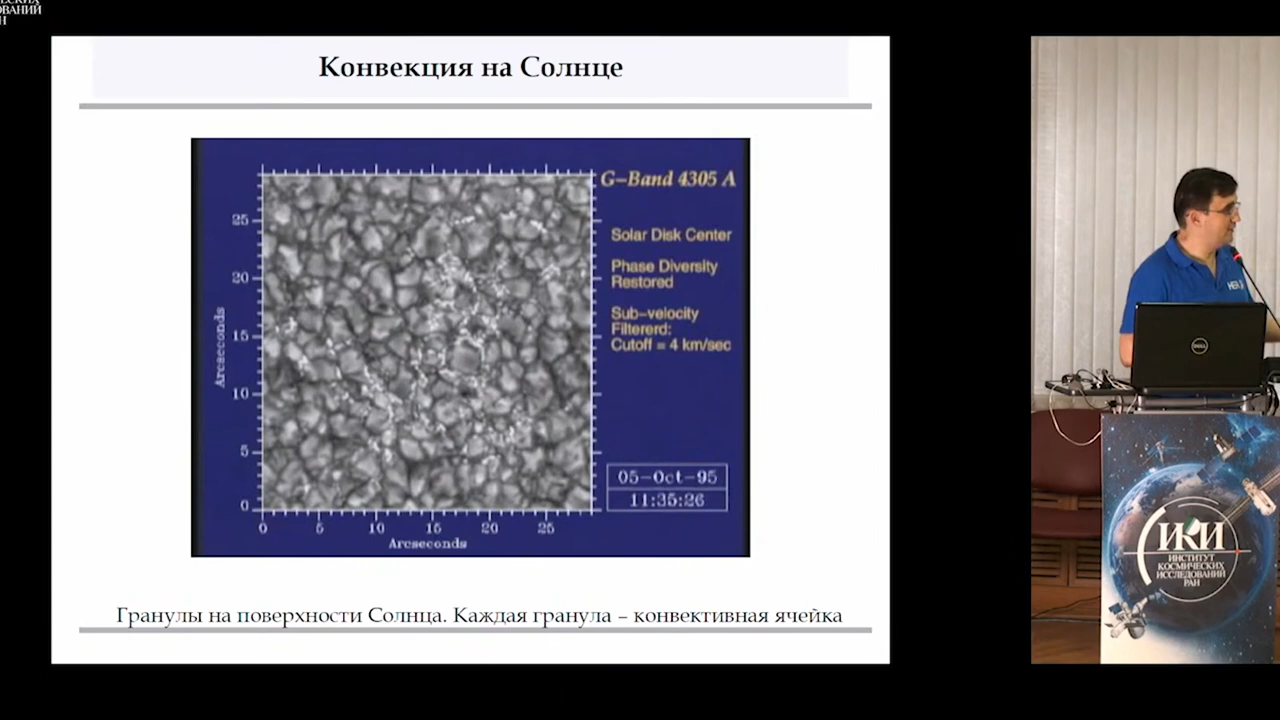 ОВАНИЙ
Н
Конвекция на Солнце
G-Band 4305 A
Solar Disk Center
Phase Diversity
Restored
Sub-velocity
Filtererd:
Cutoff = 4 km/sec
05-Oct-95
11:35:26
Arcseconds
25
20
15
10
5
0
0 5 10 15 20 25
Arcseconds
Гранулы на поверхности Солнца. Каждая гранула – конвективная ячейка
DELL
ИКИ
ИНСТИТУТ
КОСМИЧЕСКИХ
ИССЛЕДОВАНИЙ
РАН